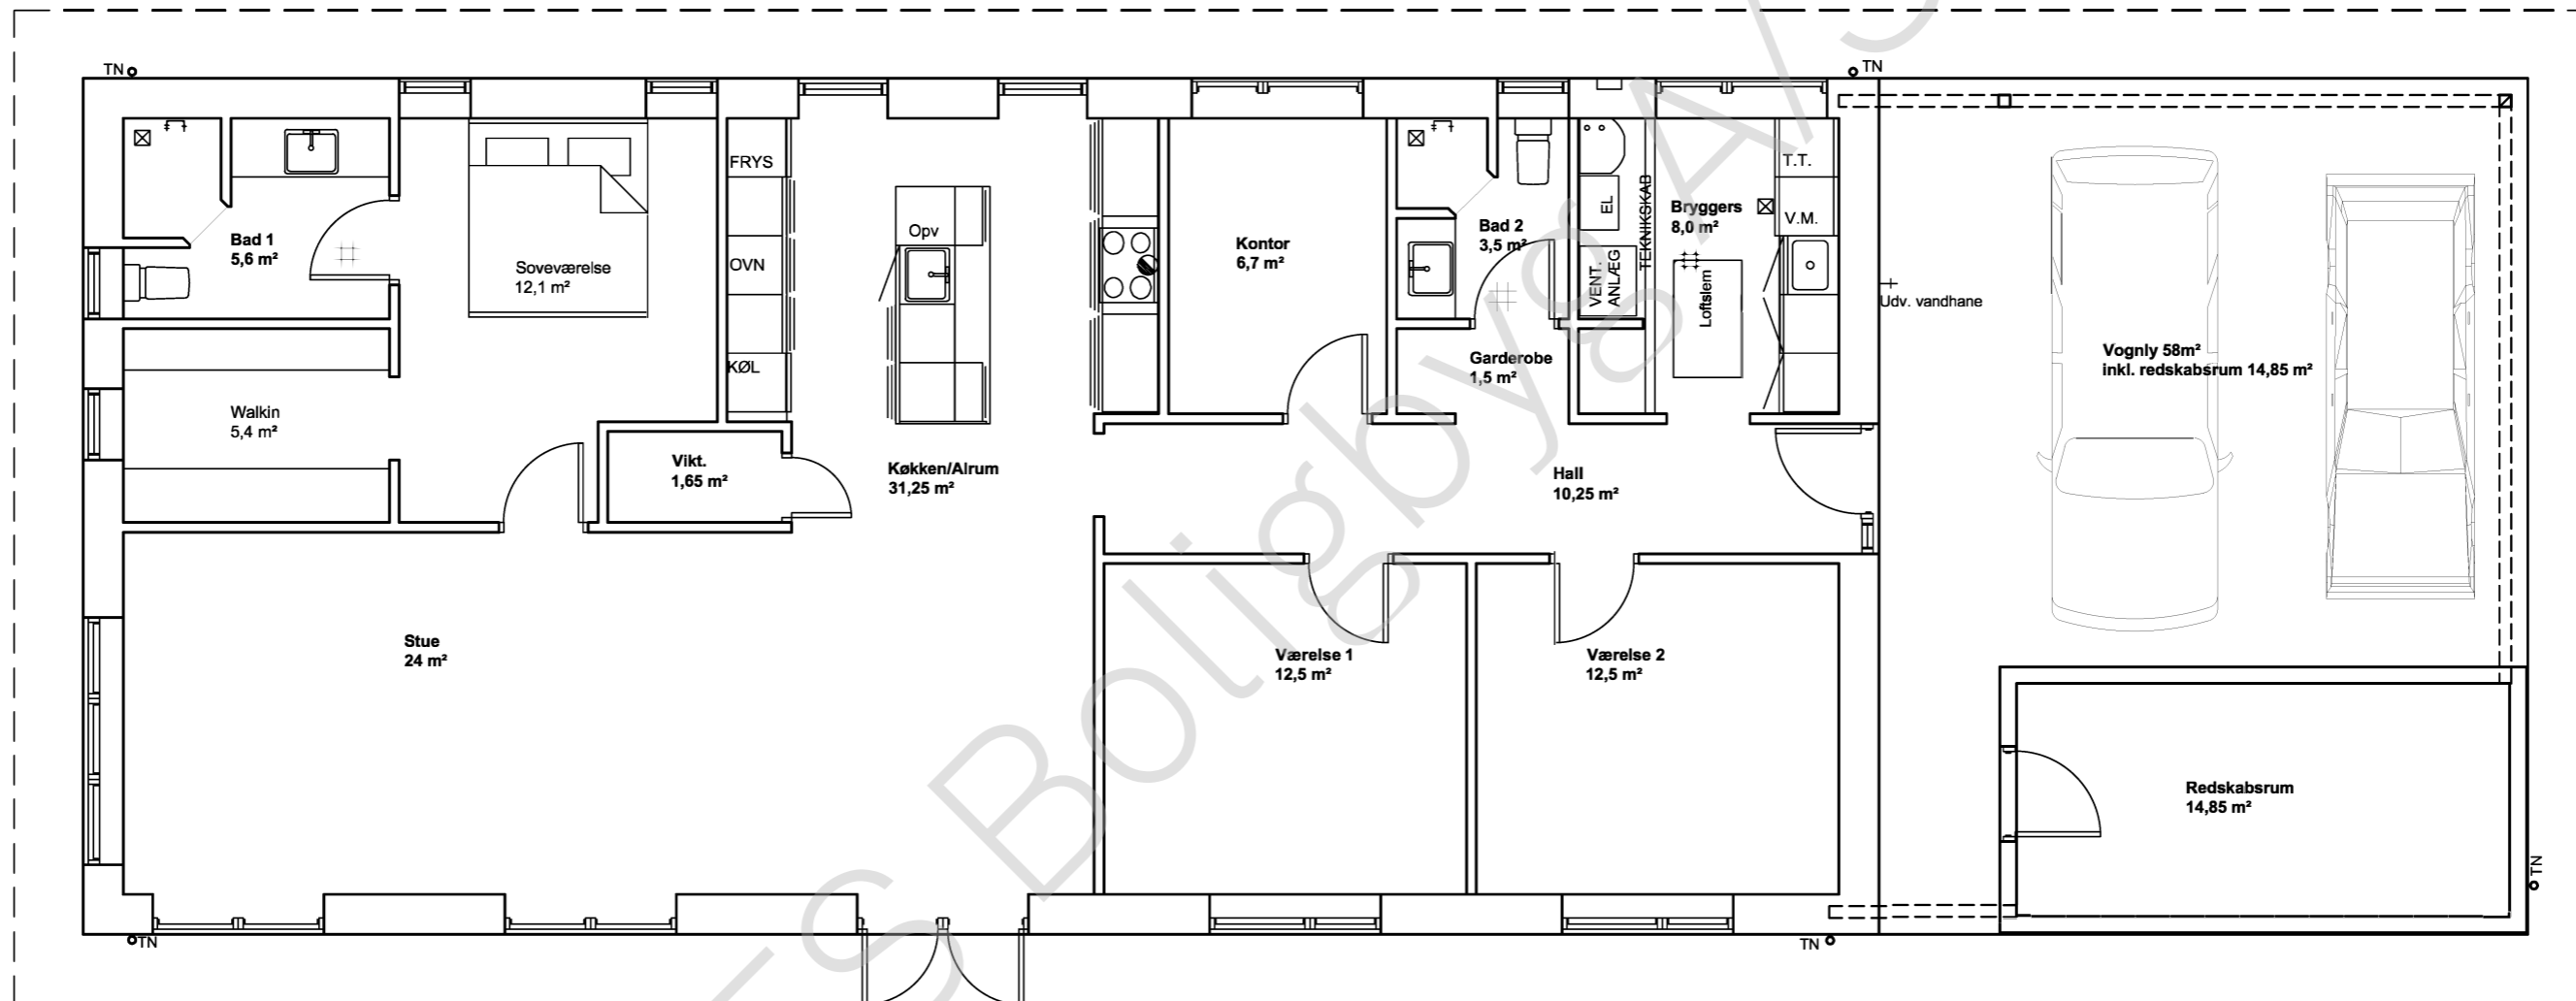 TN
TN
FRYS
T.T.
Opv
EL
TEKNIKSKAB
Bryggers
8,0 m²
V.M.
Bad 1
5,6 m²
Bad 2
3,5 m²
Kontor
6,7 m²
Soveværelse
12,1 m²
OVN
VENT.
ANLÆG
Loftslem
Udv. vandhane
KØL
Garderobe
1,5 m²
Vognly 58m²
inkl. redskabsrum 14,85 m²
Walkin
5,4 m²
Vikt.
1,65 m²
Køkken/Alrum
31,25 m²
Hall
10,25 m²
Stue
24 m²
Værelse 1
12,5 m²
Værelse 2
12,5 m²
Redskabsrum
14,85 m²
TN
TN
TN
Boligbyg A/S